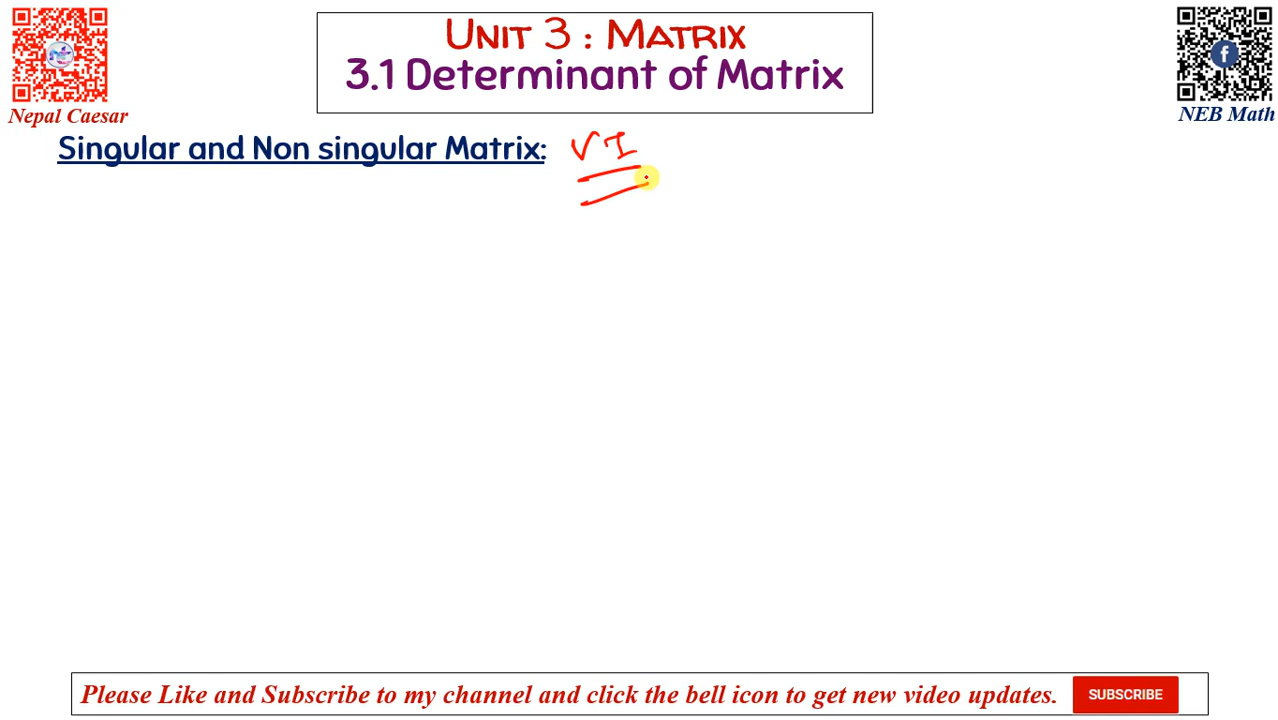 Unit 3 : Matrix
3.1 Determinant of Matrix
Nepal Caesar
NEB Math
Singular and Non singular Matrix: VI
Please Like and Subscribe to my channel and click the bell icon to get new video updates. SUBSCRIBE